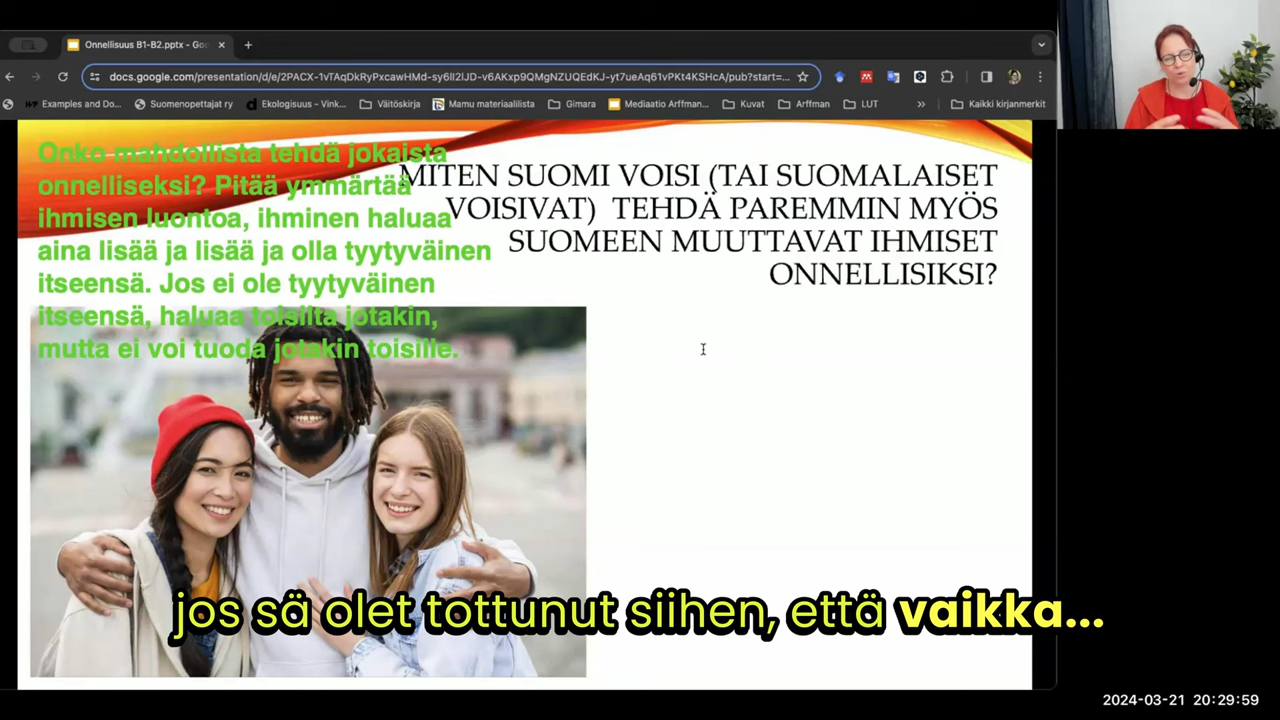 Onnellisuus B1-B2.pptx - Goo
docs.google.com/presentation/d/e/2PACX-1vTAqDkRyPxcawHMd-sy6Il2IJD-v6AKxp9QMgNZUQEdKJ-yt7ueAq61vPKt4KSHcA/pub?start=...
Examples and Do... Suomenopettajat ry Ekologisuus - Vink... Väitöskirja Mamu materiaalilista Gimara Mediaatio Arffman... Kuvat Arffman LUT » Kaikki kirjanmerkit
Onko mahdollista tehdä jokaista
onnelliseksi? Pitää ymmärtää
ihmisen luontoa, ihminen haluaa
aina lisää ja lisää ja olla tyytyväinen
itseensä. Jos ei ole tyytyväinen
itseensä, haluaa toisilta jotakin,
mutta ei voi tuoda jotakin toisille.
MITEN SUOMI VOISI (TAI SUOMALAISET
VOISIVAT) TEHDÄ PAREMMIN MYÖS
SUOMEEN MUUTTAVAT IHMISET
ONNELLISIKSI?
jos sä olet tottunut siihen, että vaikka...
2024-03-21 20:29:59